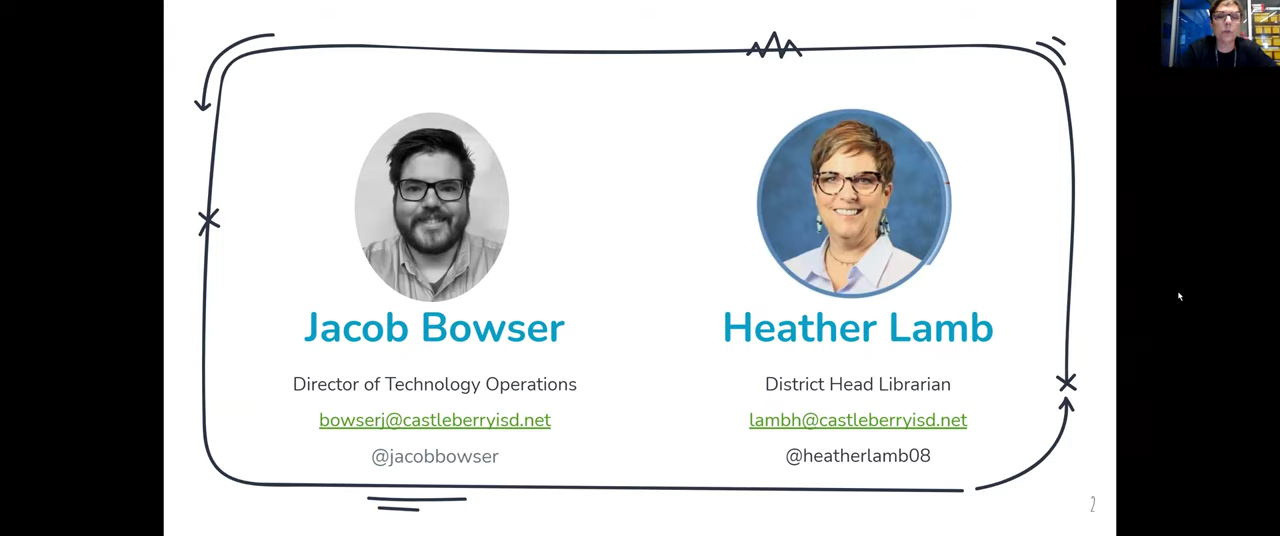 Jacob Bowser
Director of Technology Operations
bowserj@castleberryisd.net
@jacobbowser
Heather Lamb
District Head Librarian
lambh@castleberryisd.net
@heatherlamb08
2